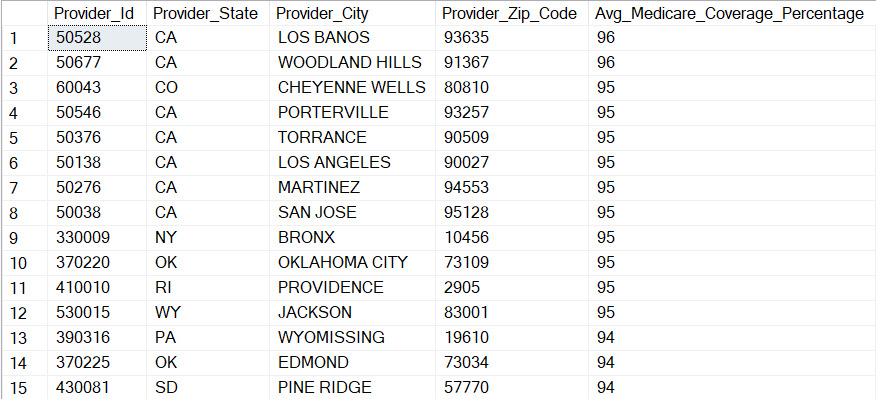 Provider_Id Provider_State Provider_City Provider_Zip_Code Avg_Medicare_Coverage_Percentage
1 50528 CA LOS BANOS 93635 96
2 50677 CA WOODLAND HILLS 91367 96
3 60043 CO CHEYENNE WELLS 80810 95
4 50546 CA PORTERVILLE 93257 95
5 50376 CA TORRANCE 90509 95
6 50138 CA LOS ANGELES 90027 95
7 50276 CA MARTINEZ 94553 95
8 50038 CA SAN JOSE 95128 95
9 330009 NY BRONX 10456 95
10 370220 OK OKLAHOMA CITY 73109 95
11 410010 RI PROVIDENCE 2905 95
12 530015 WY JACKSON 83001 95
13 390316 PA WYOMISSING 19610 94
14 370225 OK EDMOND 73034 94
15 430081 SD PINE RIDGE 57770 94